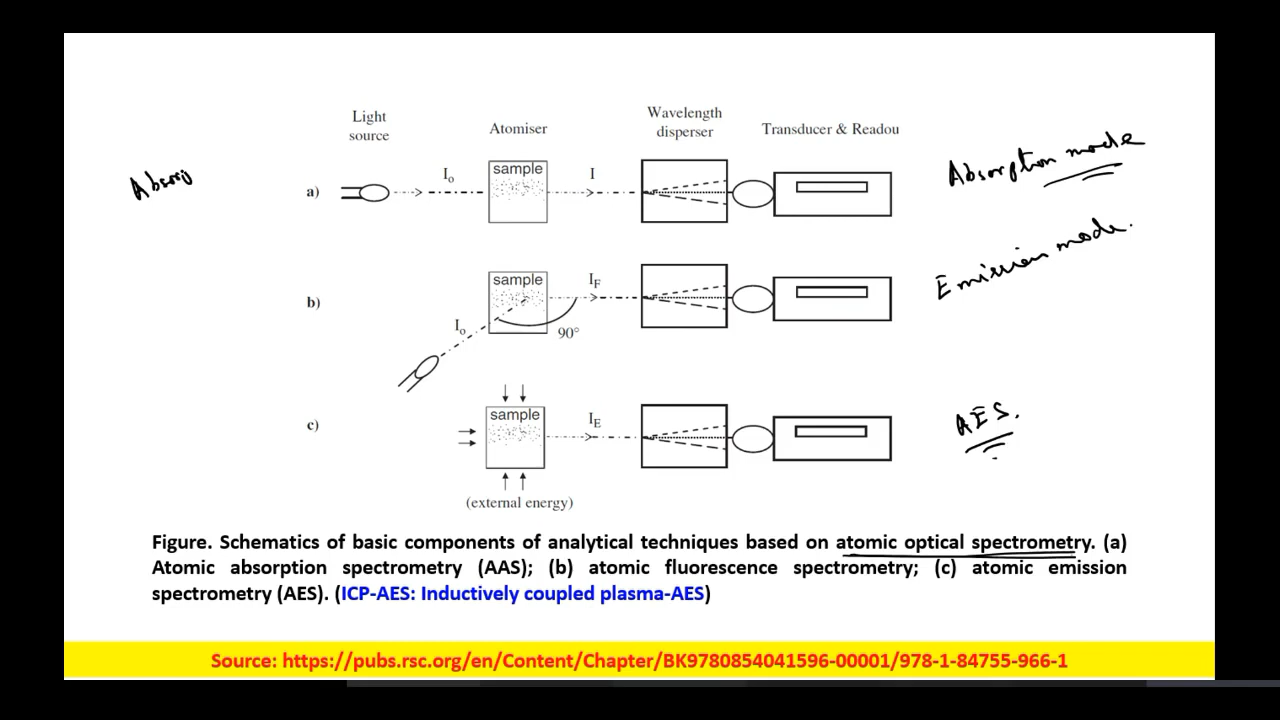 Light
source
Atomiser
Wavelength
disperser
Transducer & Readou
Absorp
a)
Io
sample
I
Absorption mode
b)
sample
IF
Io
90°
Emission mode.
c)
sample
IE
(external energy)
AES.
Figure. Schematics of basic components of analytical techniques based on atomic optical spectrometry. (a)
Atomic absorption spectrometry (AAS); (b) atomic fluorescence spectrometry; (c) atomic emission
spectrometry (AES). (ICP-AES: Inductively coupled plasma-AES)
Source: https://pubs.rsc.org/en/Content/Chapter/BK9780854041596-00001/978-1-84755-966-1